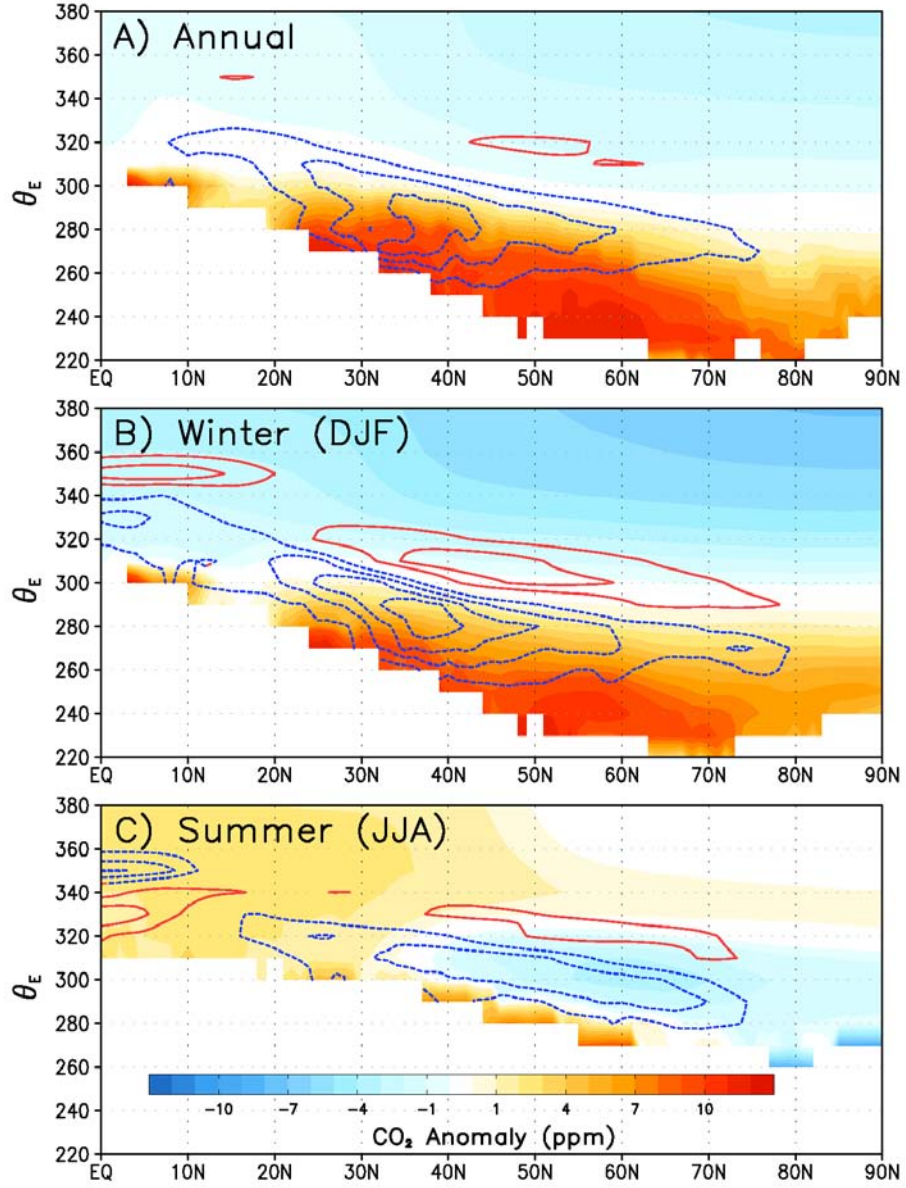 A) Annual
380
360
340
320
300
280
260
240
220
θE
EQ 10N 20N 30N 40N 50N 60N 70N 80N 90N
B) Winter (DJF)
380
360
340
320
300
280
260
240
220
θE
EQ 10N 20N 30N 40N 50N 60N 70N 80N 90N
C) Summer (JJA)
380
360
340
320
300
280
260
240
220
θE
-10 -7 -4 -1 1 4 7 10
CO₂ Anomaly (ppm)
EQ 10N 20N 30N 40N 50N 60N 70N 80N 90N